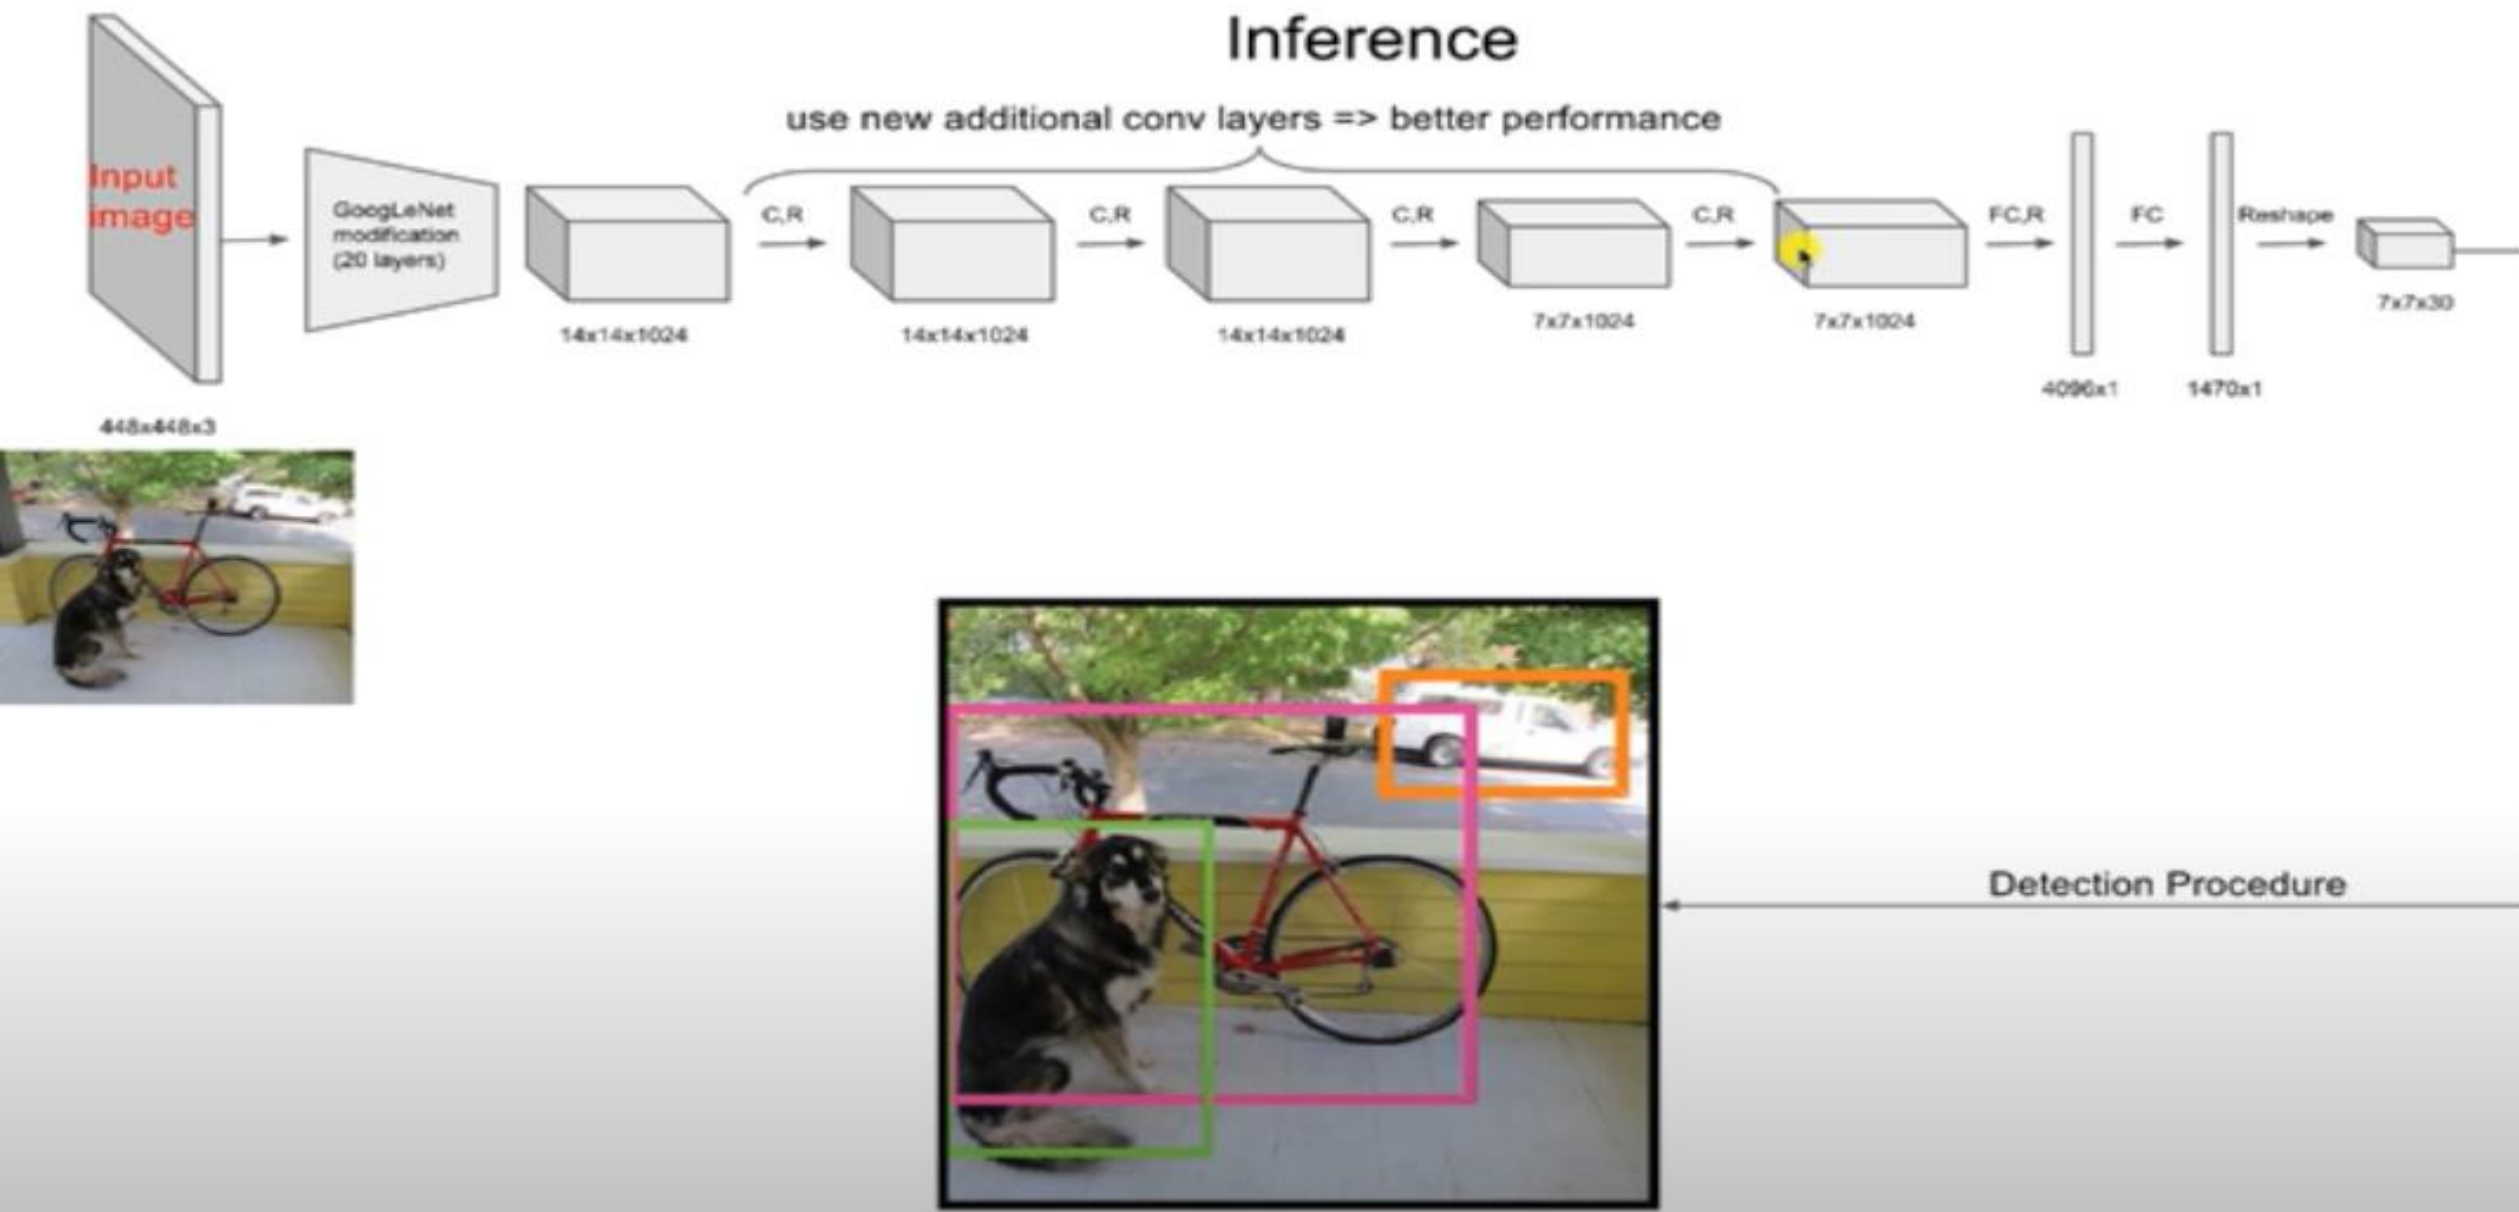 Inference
use new additional conv layers => better performance
Input
image
GoogLeNet
modification
(20 layers)
C,R
C,R
C,R
C,R
FC,R
FC
Reshape
14x14x1024
14x14x1024
14x14x1024
7x7x1024
7x7x1024
7x7x30
4096x1
1470x1
448x448x3
Detection Procedure